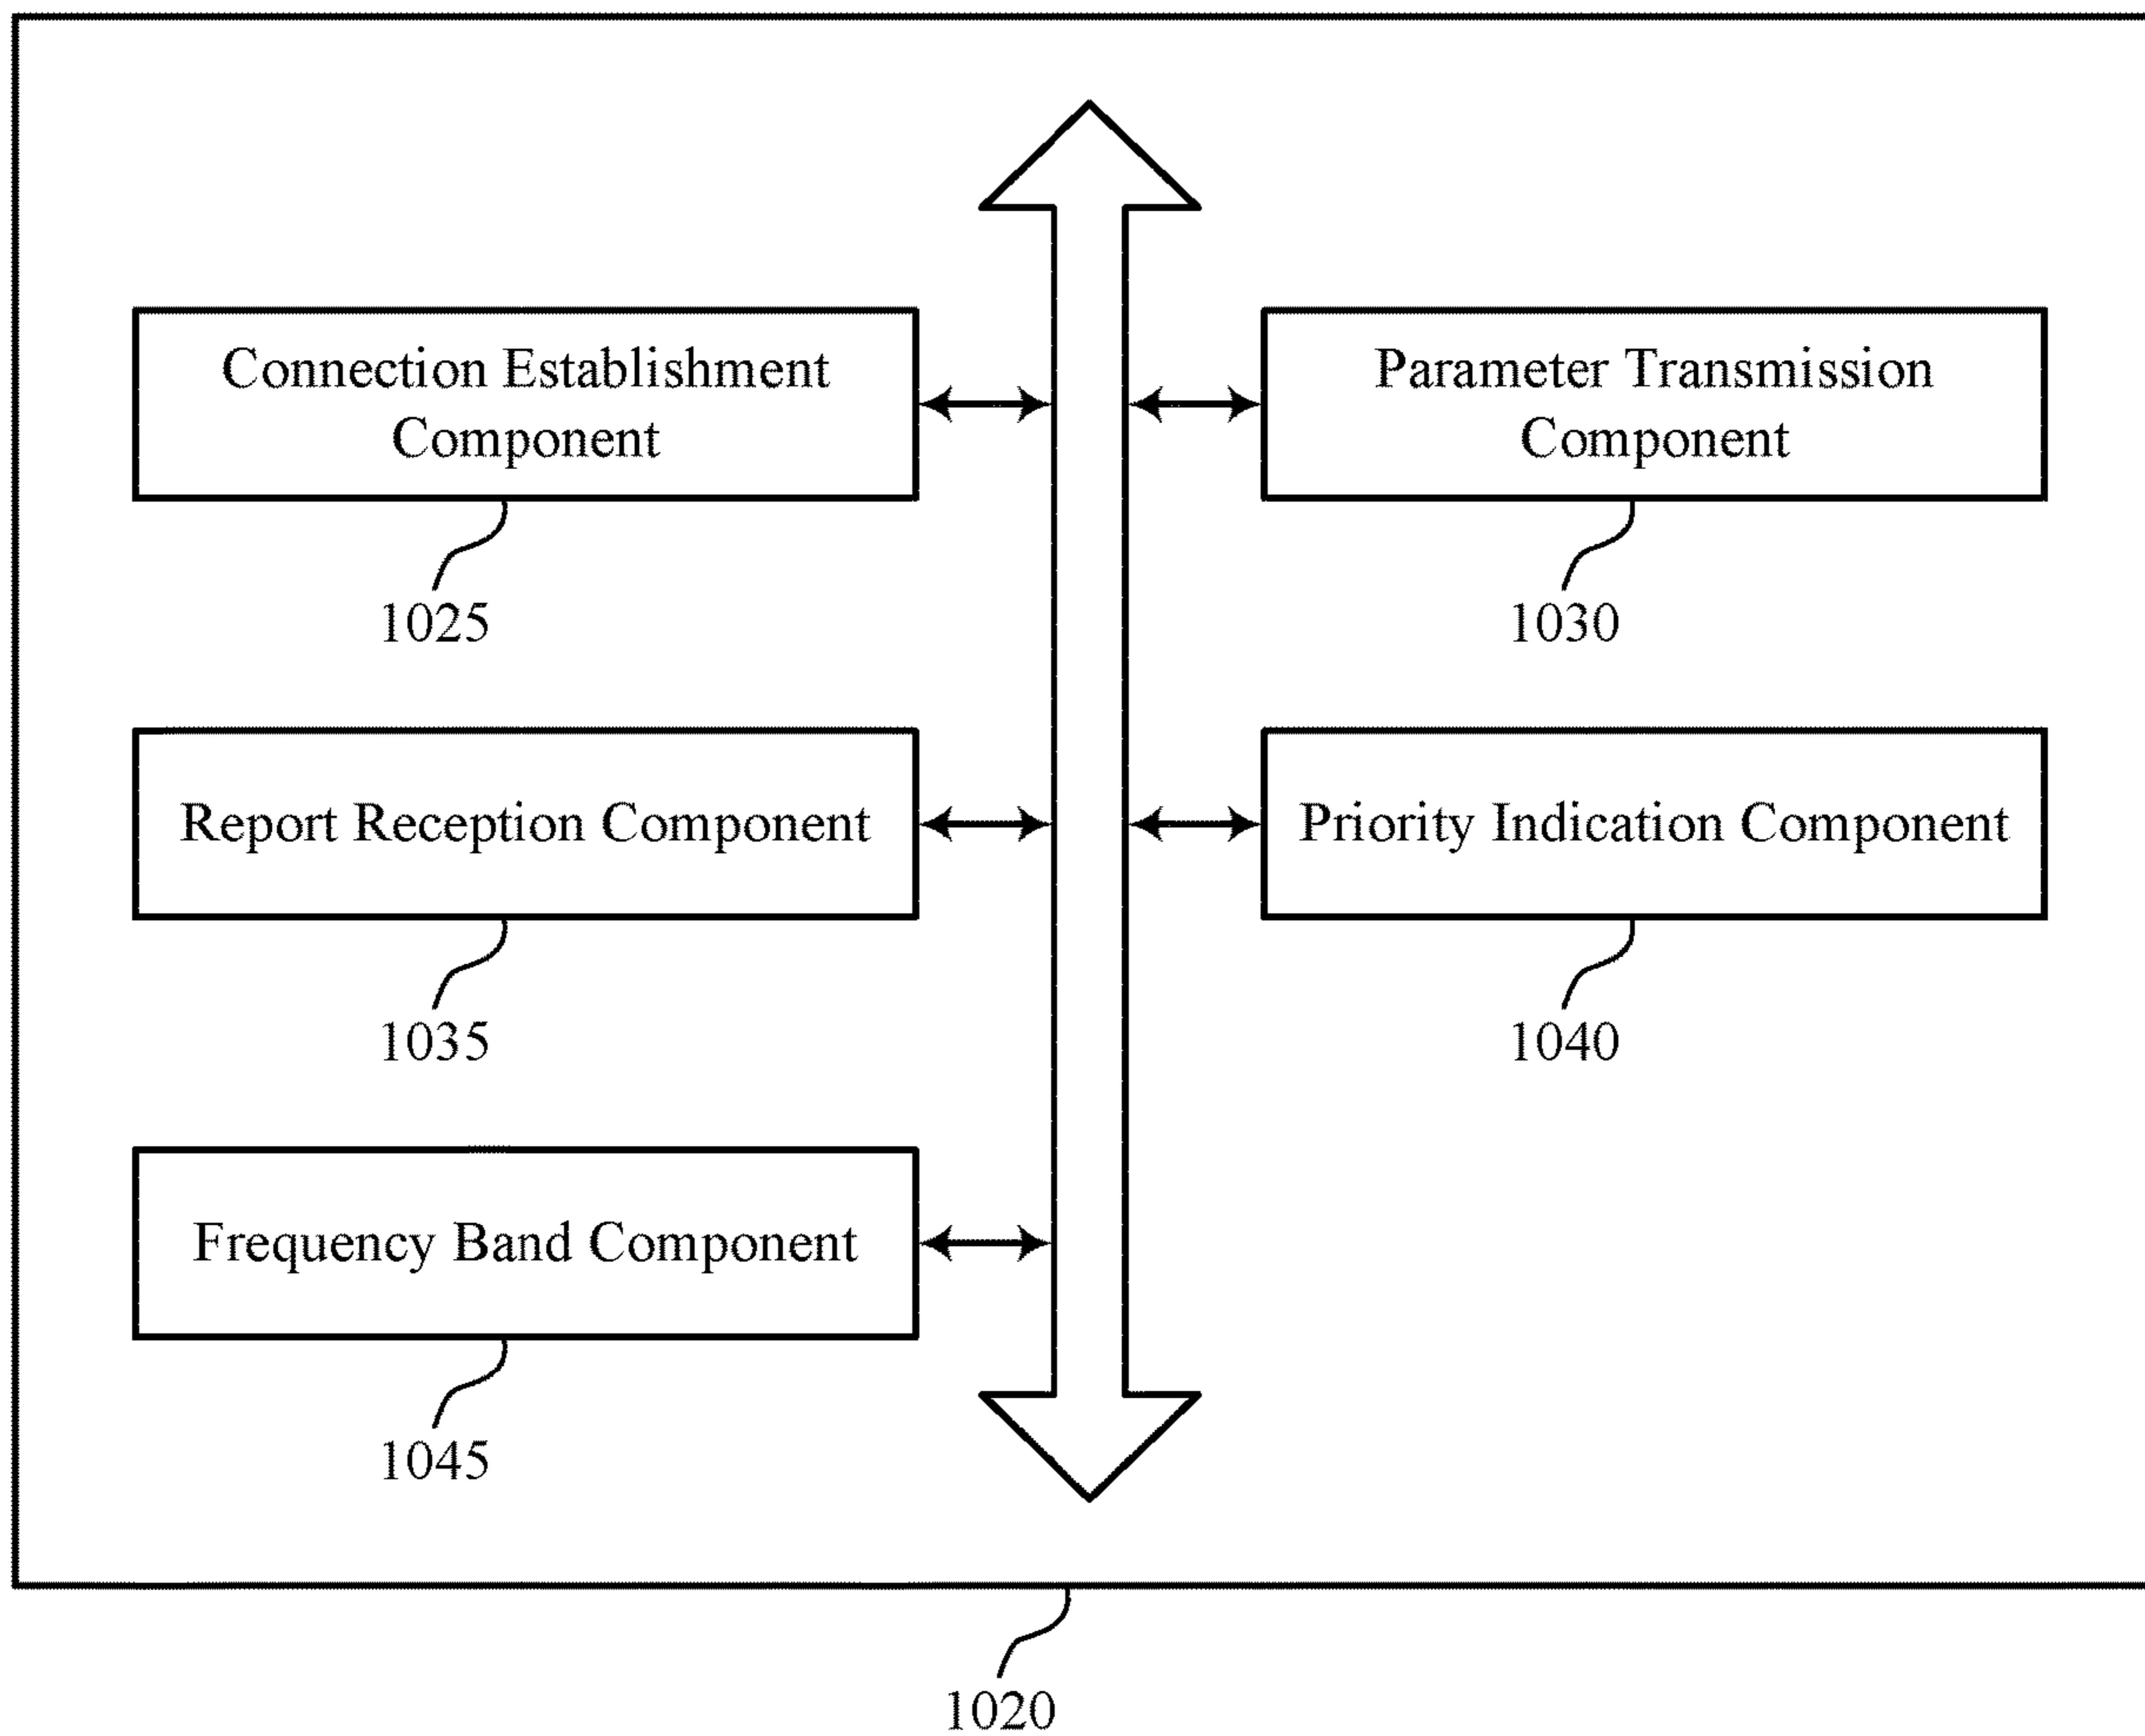 Connection Establishment
Component
1025
Parameter Transmission
Component
1030
Report Reception Component
1035
Priority Indication Component
1040
Frequency Band Component
1045
1020